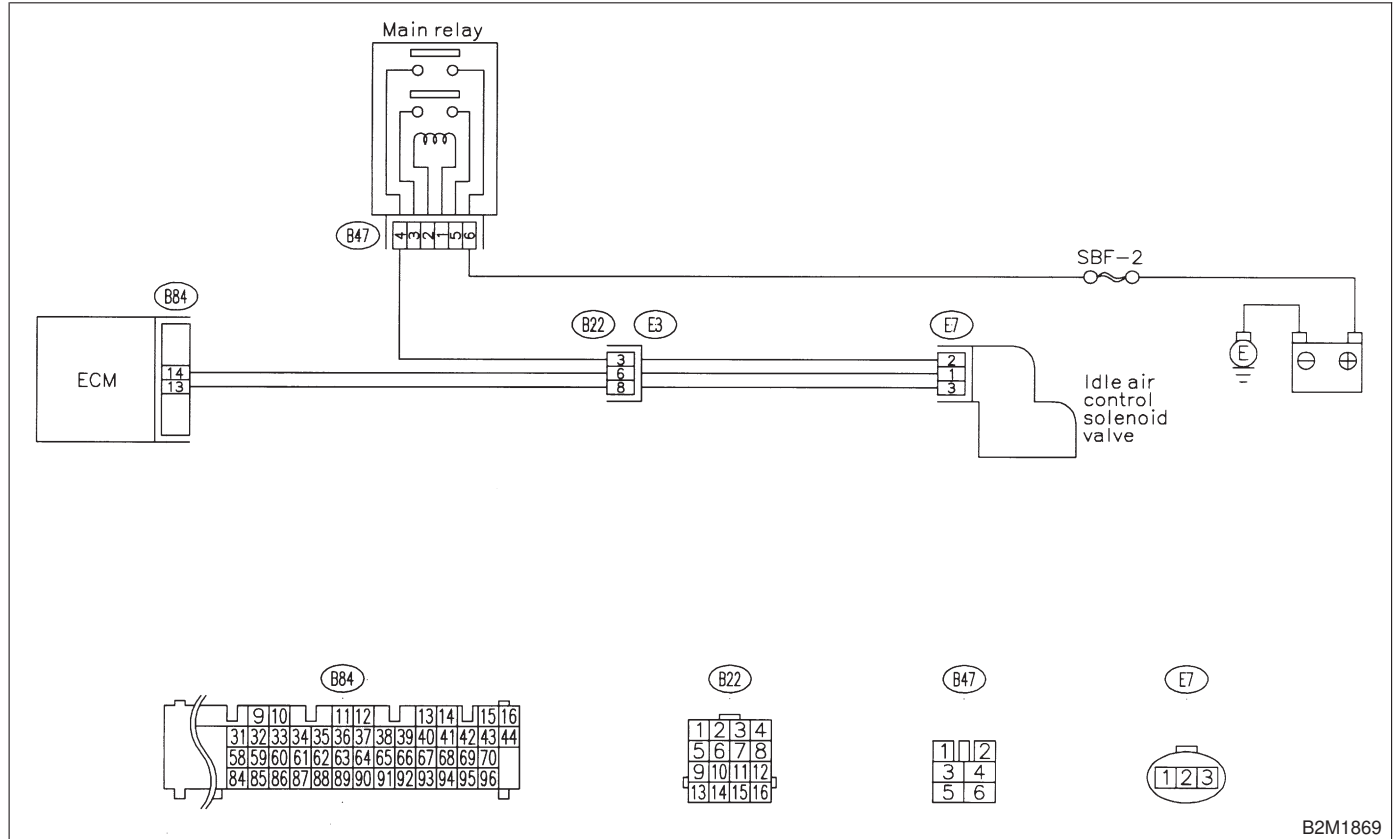 Main relay
B47
4 3 2 1 5 6
SBF-2
B84
B22
E3
E7
ECM
14
13
3
6
8
2
1
3
E
⊖ ⊕
Idle air
control
solenoid
valve
B84
9 10 11 12 13 14 15 16
31 32 33 34 35 36 37 38 39 40 41 42 43 44
58 59 60 61 62 63 64 65 66 67 68 69 70
84 85 86 87 88 89 90 91 92 93 94 95 96
B22
1 2 3 4
5 6 7 8
9 10 11 12
13 14 15 16
B47
1 2
3 4
5 6
E7
1 2 3
B2M1869